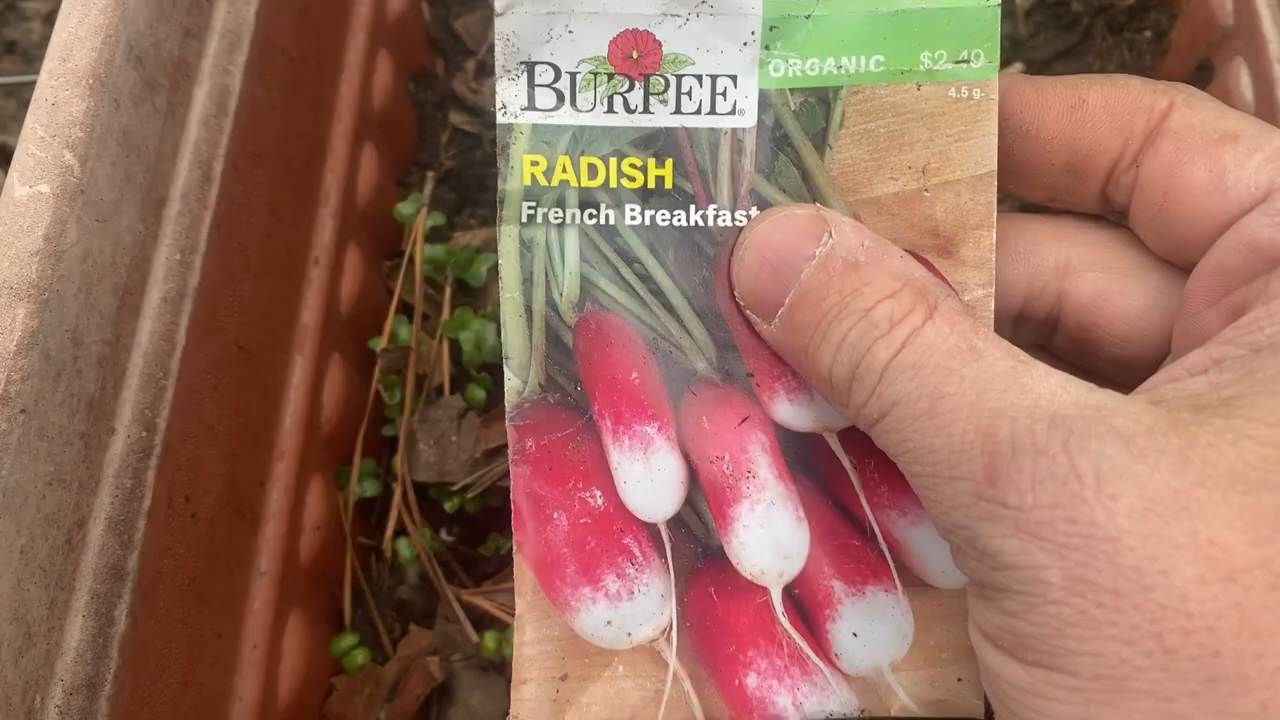 BURPEE®
ORGANIC $2.49
4.5 g.
RADISH
French Breakfast